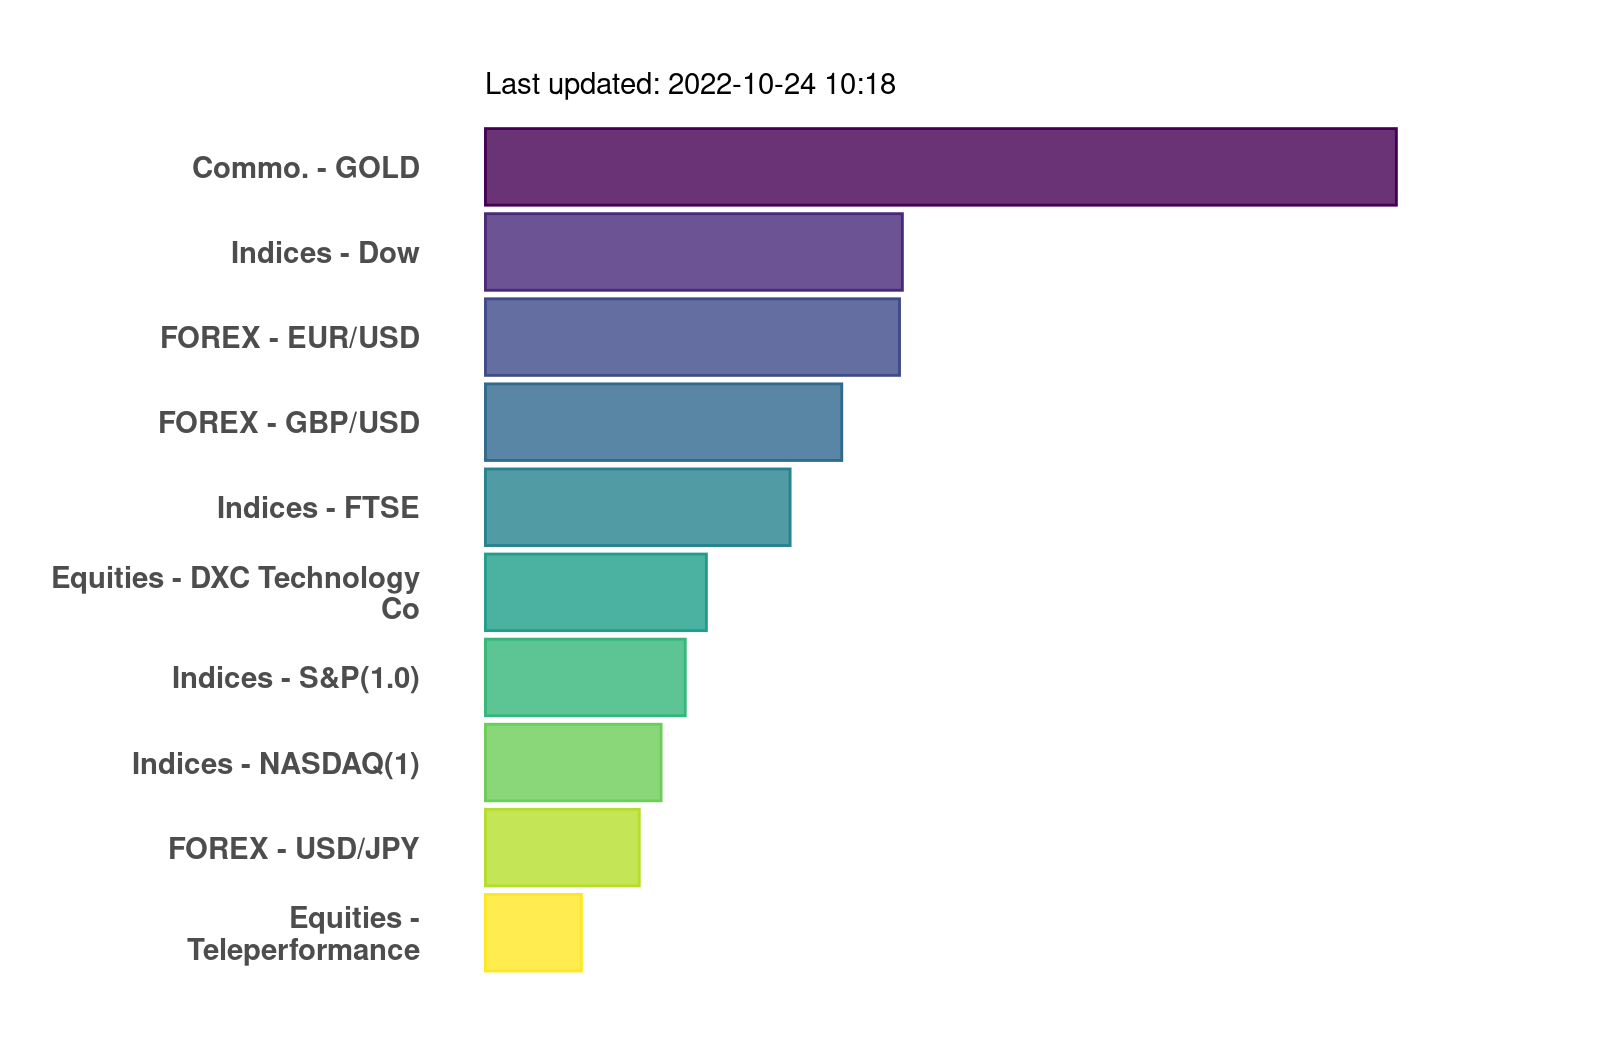 Last updated: 2022-10-24 10:18
Commo. - GOLD
Indices - Dow
FOREX - EUR/USD
FOREX - GBP/USD
Indices - FTSE
Equities - DXC Technology
Co
Indices - S&P(1.0)
Indices - NASDAQ(1)
FOREX - USD/JPY
Equities -
Teleperformance